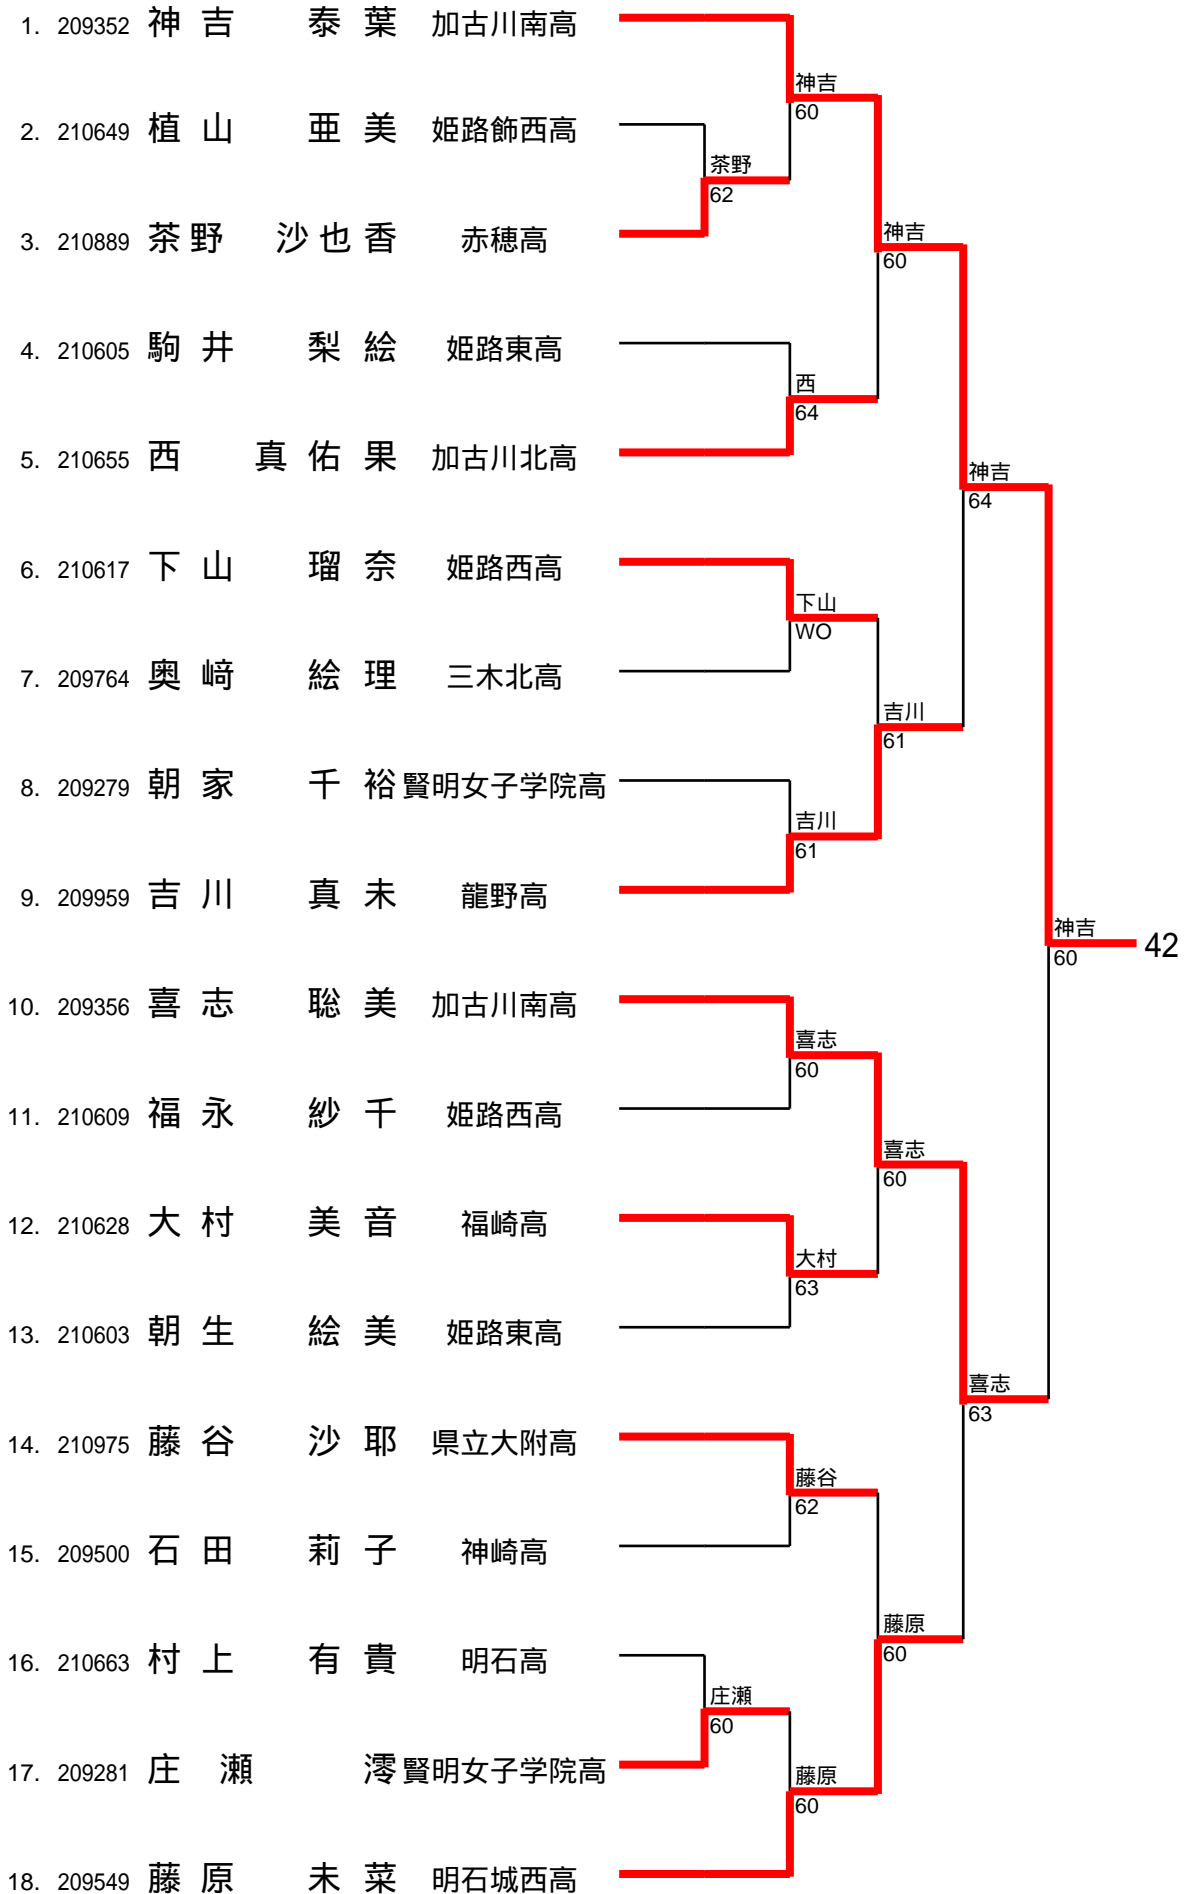 1. 209352 神吉 泰葉 加古川南高
神吉
60
2. 210649 植山 亜美 姫路飾西高
茶野
62
3. 210889 茶野 沙也香 赤穂高
神吉
60
4. 210605 駒井 梨絵 姫路東高
西
64
5. 210655 西 真佑果 加古川北高
神吉
64
6. 210617 下山 瑠奈 姫路西高
下山
WO
7. 209764 奥﨑 絵理 三木北高
吉川
61
8. 209279 朝家 千裕 賢明女子学院高
吉川
61
9. 209959 吉川 真未 龍野高
神吉
60
42
10. 209356 喜志 聡美 加古川南高
喜志
60
11. 210609 福永 紗千 姫路西高
喜志
60
12. 210628 大村 美音 福崎高
大村
63
13. 210603 朝生 絵美 姫路東高
喜志
63
14. 210975 藤谷 沙耶 県立大附高
藤谷
62
15. 209500 石田 莉子 神崎高
藤原
60
16. 210663 村上 有貴 明石高
庄瀬
60
17. 209281 庄瀬 澪 賢明女子学院高
藤原
60
18. 209549 藤原 未菜 明石城西高